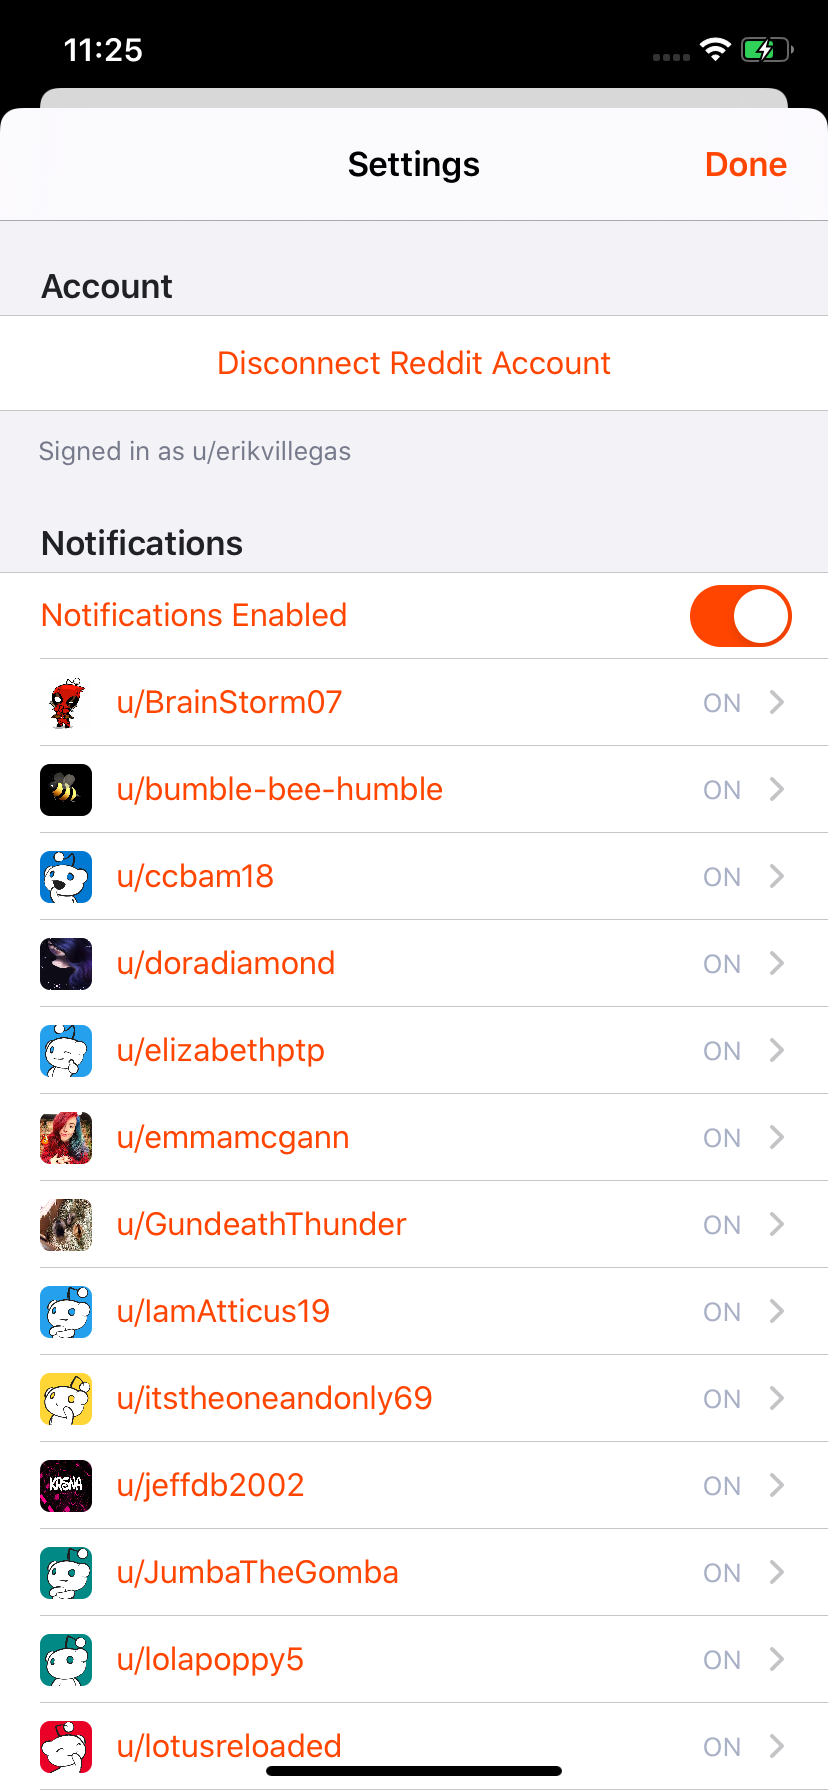 11:25
Settings
Done
Account
Disconnect Reddit Account
Signed in as u/erikvillegas
Notifications
Notifications Enabled
u/BrainStorm07 ON
u/bumble-bee-humble ON
u/ccbam18 ON
u/doradiamond ON
u/elizabethptp ON
u/emmamcgann ON
u/GundeathThunder ON
u/IamAtticus19 ON
u/itstheoneandonly69 ON
KRSNA
u/jeffdb2002 ON
u/JumbaTheGomba ON
u/lolapoppy5 ON
u/lotusreloaded ON